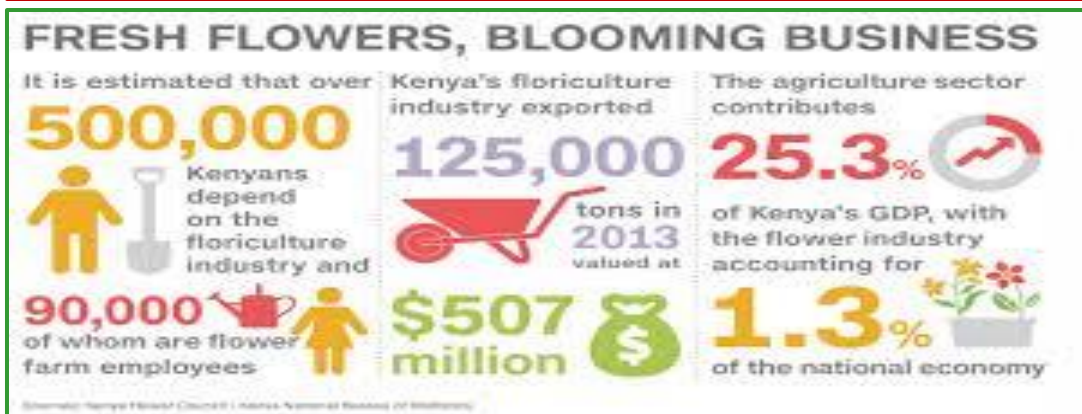 FRESH FLOWERS, BLOOMING BUSINESS
It is estimated that over
500,000
Kenyans
depend
on the
floriculture
industry and
90,000
of whom are flower
farm employees
Kenya's floriculture
industry exported
125,000
tons in
2013
valued at
$507
million
$
The agriculture sector
contributes
25.3%
of Kenya's GDP, with
the flower industry
accounting for
1.3%
of the national economy
Kenya Flower Council